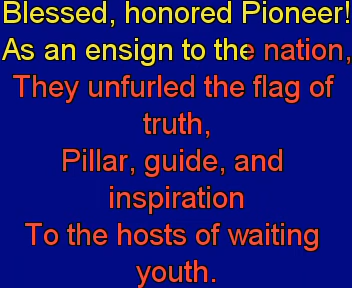 Blessed, honored Pioneer!
As an ensign to the nation,
They unfurled the flag of
truth,
Pillar, guide, and
inspiration
To the hosts of waiting
youth.